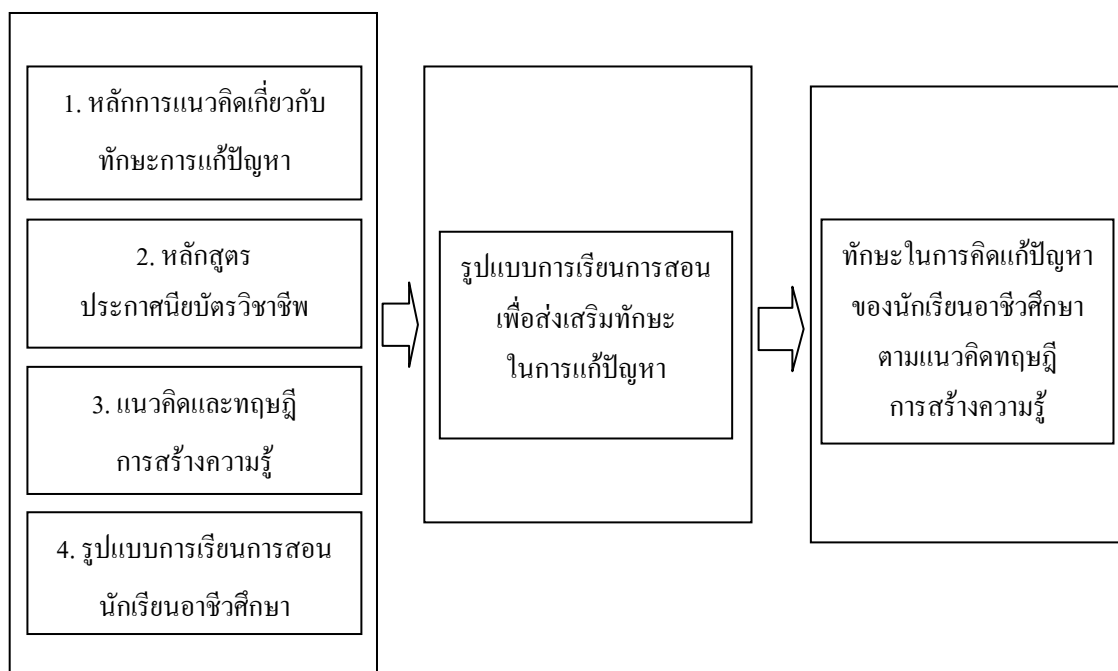 1. หลักการแนวคิดเกี่ยวกับ
ทักษะการแก้ปัญหา
2. หลักสูตร
ประกาศนียบัตรวิชาชีพ
3. แนวคิดและทฤษฎี
การสร้างความรู้
4. รูปแบบการเรียนการสอน
นักเรียนอาชีวศึกษา
รูปแบบการเรียนการสอน
เพื่อส่งเสริมทักษะ
ในการแก้ปัญหา
ทักษะในการคิดแก้ปัญหา
ของนักเรียนอาชีวศึกษา
ตามแนวคิดทฤษฎี
การสร้างความรู้